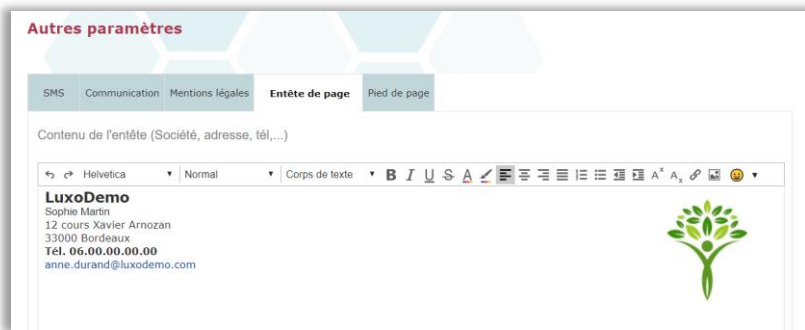 Autres paramètres
SMS Communication Mentions légales Entête de page Pied de page
Contenu de l'entête (Société, adresse, tél,...)
Helvetica Normal Corps de texte B I U S A A^x A_x
LuxoDemo
Sophie Martin
12 cours Xavier Arnozan
33000 Bordeaux
Tél. 06.00.00.00.00
anne.durand@luxodemo.com